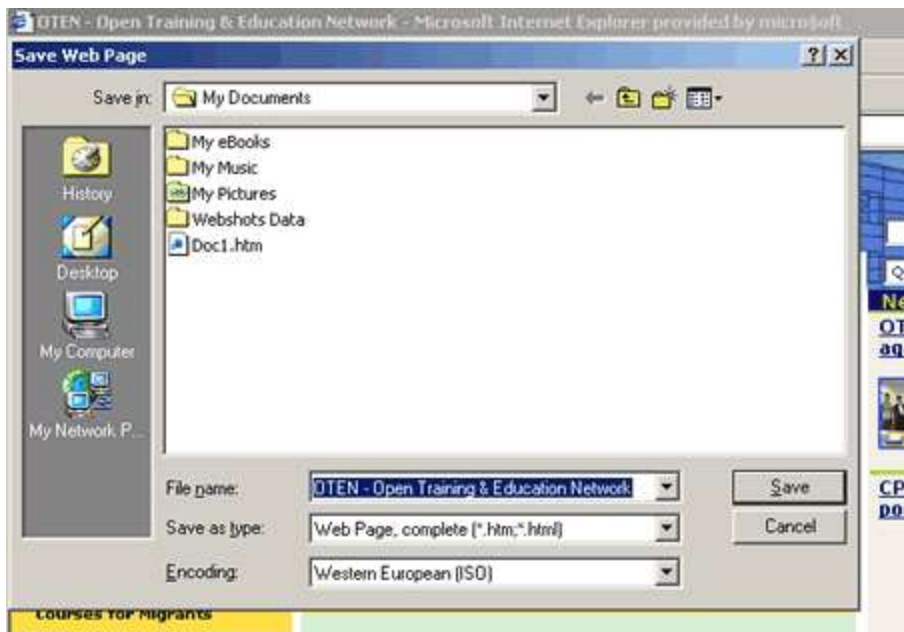 OTEN - Open Training & Education Network - Microsoft Internet Explorer provided by microsoft
Save Web Page
Save in: My Documents
History
Desktop
My Computer
My Network P...
My eBooks
My Music
My Pictures
Webshots Data
Doc1.htm
File name: OTEN - Open Training & Education Network Save
Save as type: Web Page, complete (*.htm;*.html) Cancel
Encoding: Western European (ISO)
Q
Ne
OT
ag
CP
po
Courses for Migrants